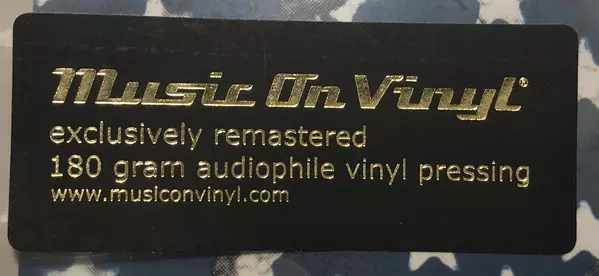 Music On Vinyl®
exclusively remastered
180 gram audiophile vinyl pressing
www.musiconvinyl.com